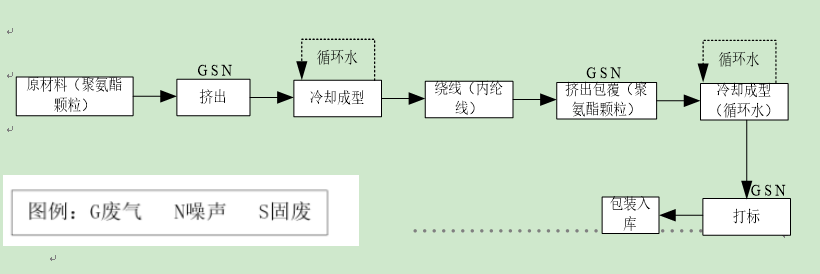 循环水
循环水
GSN
GSN
原材料（聚氨酯
颗粒）
挤出
冷却成型
绕线（内纶
线）
挤出包覆（聚
氨酯颗粒）
冷却成型
（循环水）
GSN
图例：G废气 N噪声 S固废
包装入
库
打标